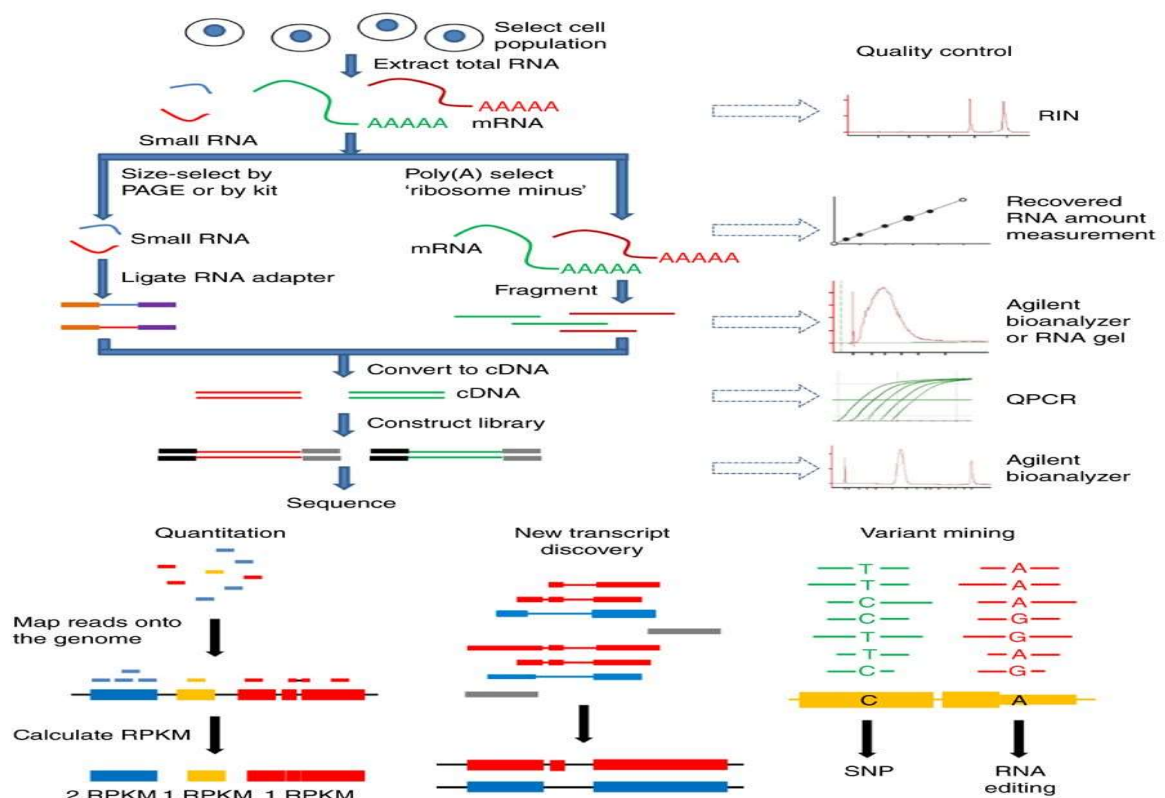 Select cell
population
Extract total RNA
AAAAA
AAAAA mRNA
Small RNA
Size-select by
PAGE or by kit
Poly(A) select
‘ribosome minus’
Small RNA
mRNA
AAAAA
AAAAA
Ligate RNA adapter
Fragment
Convert to cDNA
cDNA
Construct library
Sequence
Quality control
RIN
Recovered
RNA amount
measurement
Agilent
bioanalyzer
or RNA gel
QPCR
Agilent
bioanalyzer
Quantitation
Map reads onto
the genome
Calculate RPKM
2 RPKM 1 RPKM 1 RPKM
New transcript
discovery
Variant mining
T A
T A
C A
C G
T G
T A
C G
C A
SNP
RNA
editing